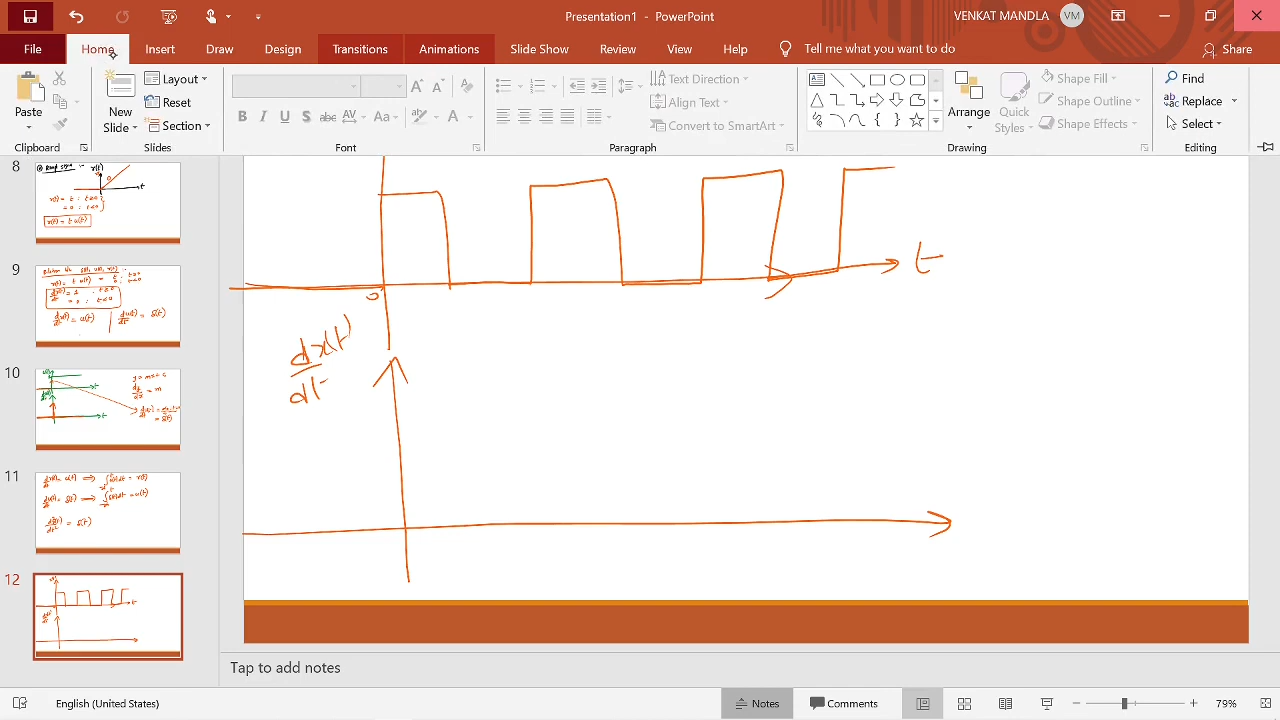 Presentation1 - PowerPoint
VENKAT MANDLA
VM
File
Home
Insert
Draw
Design
Transitions
Animations
Slide Show
Review
View
Help
Tell me what you want to do
Share
Paste
Clipboard
New
Slide
Layout
Reset
Section
Slides
B I U S abc AV Aa A
Font
Text Direction
Align Text
Convert to SmartArt
Paragraph
Arrange
Quick
Styles
Shape Fill
Shape Outline
Shape Effects
Drawing
Find
Replace
Select
Editing
8
9
10
11
12
t
0
dx(t)
dt
Tap to add notes
English (United States)
Notes
Comments
79%